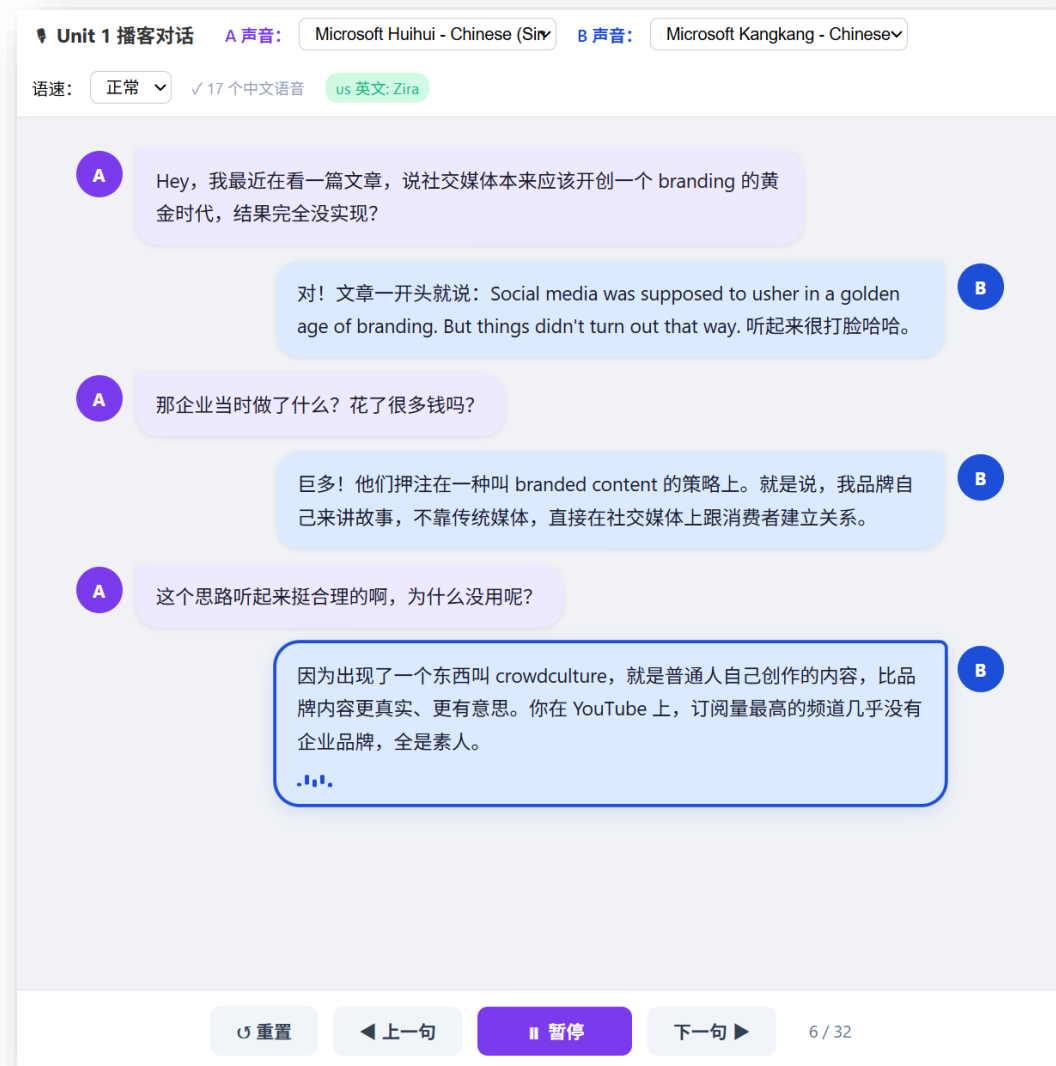 Unit 1 播客对话
A 声音：
Microsoft Huihui - Chinese (Sim
B 声音：
Microsoft Kangkang - Chinese
语速：
正常
✓ 17 个中文语音
us 英文: Zira
A
Hey，我最近在看一篇文章，说社交媒体本来应该开创一个 branding 的黄
金时代，结果完全没实现？
B
对！文章一开头就说：Social media was supposed to usher in a golden
age of branding. But things didn't turn out that way. 听起来很打脸哈哈。
A
那企业当时做了什么？花了很多钱吗？
B
巨多！他们押注在一种叫 branded content 的策略上。就是说，我品牌自
己来讲故事，不靠传统媒体，直接在社交媒体上跟消费者建立关系。
A
这个思路听起来挺合理的啊，为什么没用呢？
B
因为出现了一个东西叫 crowdculture，就是普通人自己创作的内容，比品
牌内容更真实、更有意思。你在 YouTube 上，订阅量最高的频道几乎没有
企业品牌，全是素人。
↺ 重置
◀ 上一句
⏸ 暂停
下一句 ▶
6 / 32